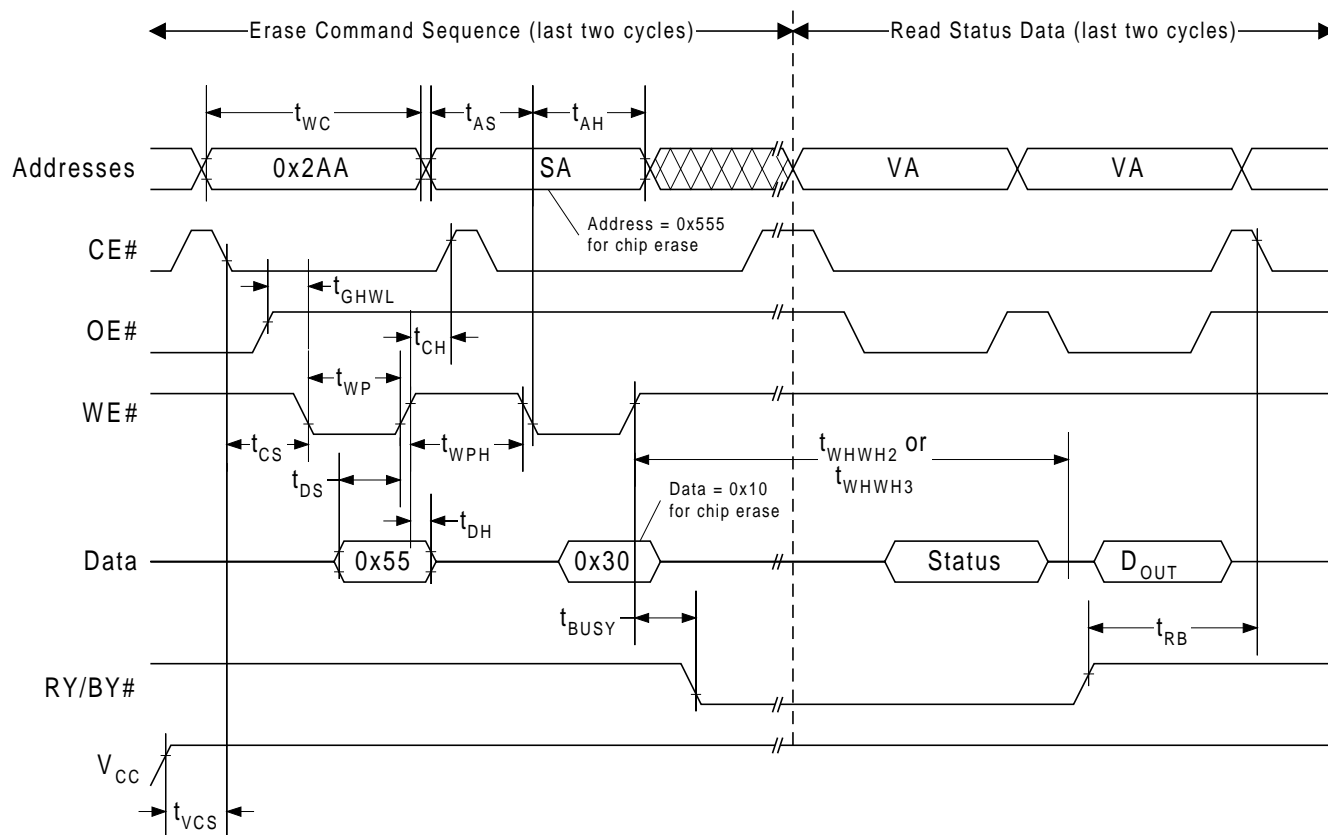 Erase Command Sequence (last two cycles)
Read Status Data (last two cycles)
tWC
tAS
tAH
Addresses
0x2AA
SA
VA
VA
Address = 0x555
for chip erase
CE#
tGHWL
OE#
tCH
tWP
WE#
tCS
tWPH
tWHWH2 or
tWHWH3
tDS
Data = 0x10
for chip erase
tDH
Data
0x55
0x30
Status
DOUT
tBUSY
tRB
RY/BY#
VCC
tVCS